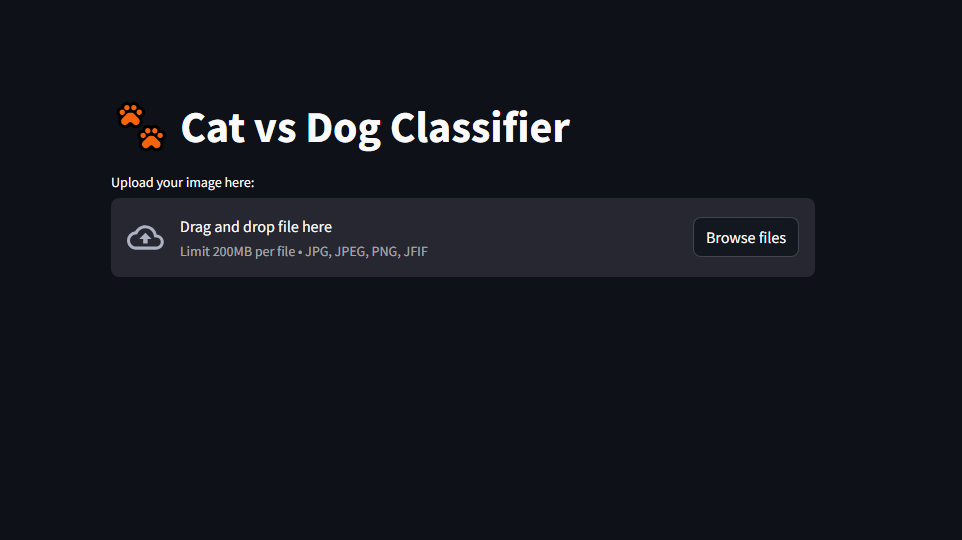 Cat vs Dog Classifier
Upload your image here:
Drag and drop file here
Limit 200MB per file • JPG, JPEG, PNG, JFIF
Browse files